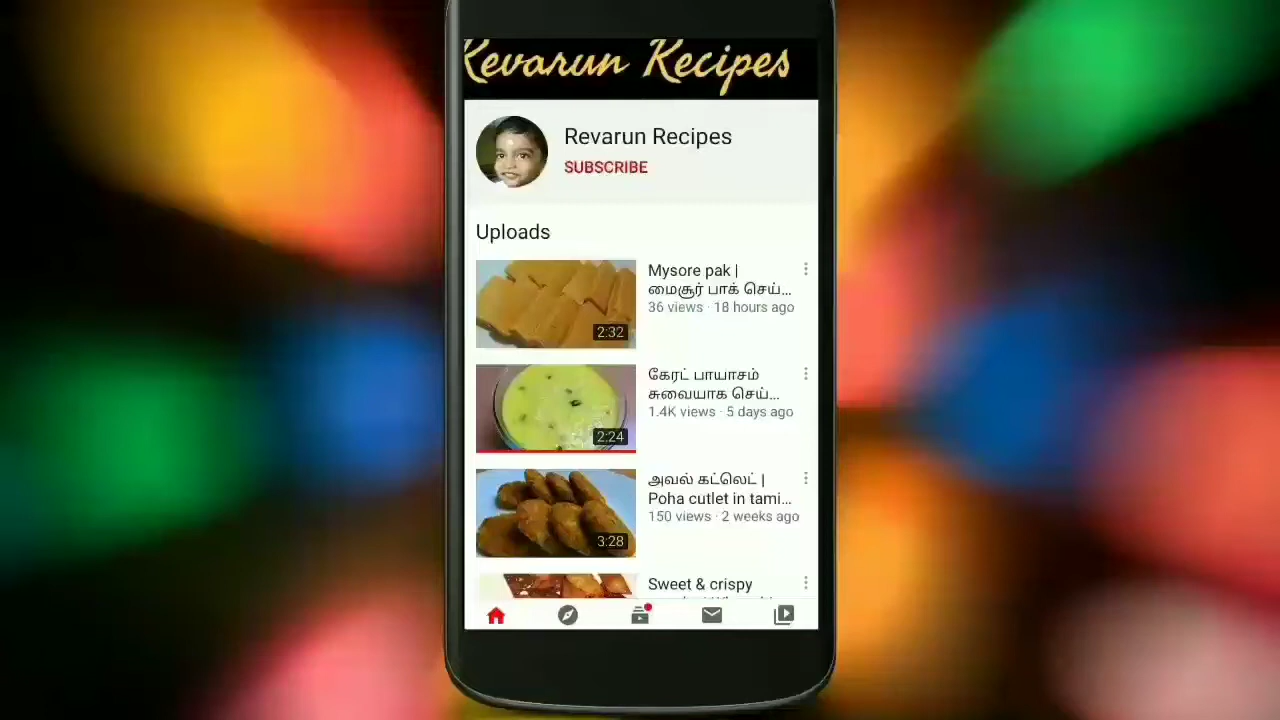 Revarun Recipes
Revarun Recipes
SUBSCRIBE
Uploads
Mysore pak |
மைசூர் பாக் செய்...
36 views · 18 hours ago
2:32
கேரட் பாயாசம்
சுவையாக செய்...
1.4K views · 5 days ago
2:24
அவல் கட்லெட் |
Poha cutlet in tami...
150 views · 2 weeks ago
3:28
Sweet & crispy